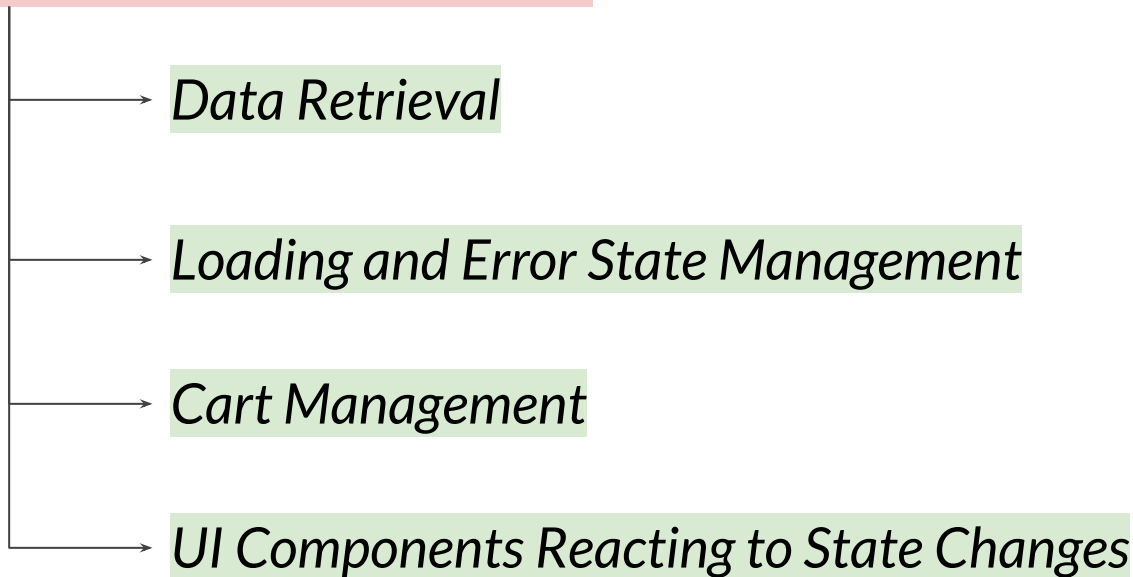 Data Retrieval
Loading and Error State Management
Cart Management
UI Components Reacting to State Changes